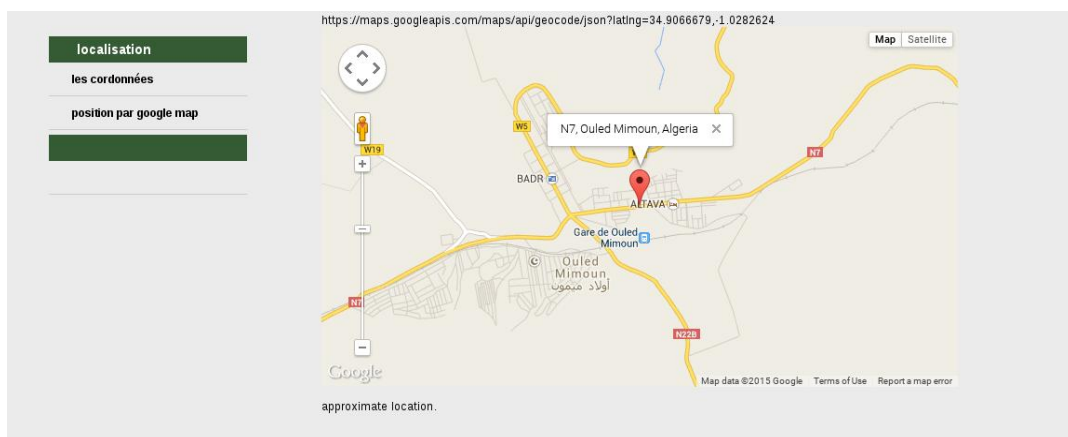 https://maps.googleapis.com/maps/api/geocode/json?latlng=34.9066679,-1.0282624
localisation
les cordonnées
position par google map
Map Satellite
N7, Ouled Mimoun, Algeria
W5
W19
N7
BADR
ALTAVA
Gare de Ouled
Mimoun
Ouled
Mimoun
أولاد ميموت
N7
N22B
Google
Map data ©2015 Google Terms of Use Report a map error
approximate location.